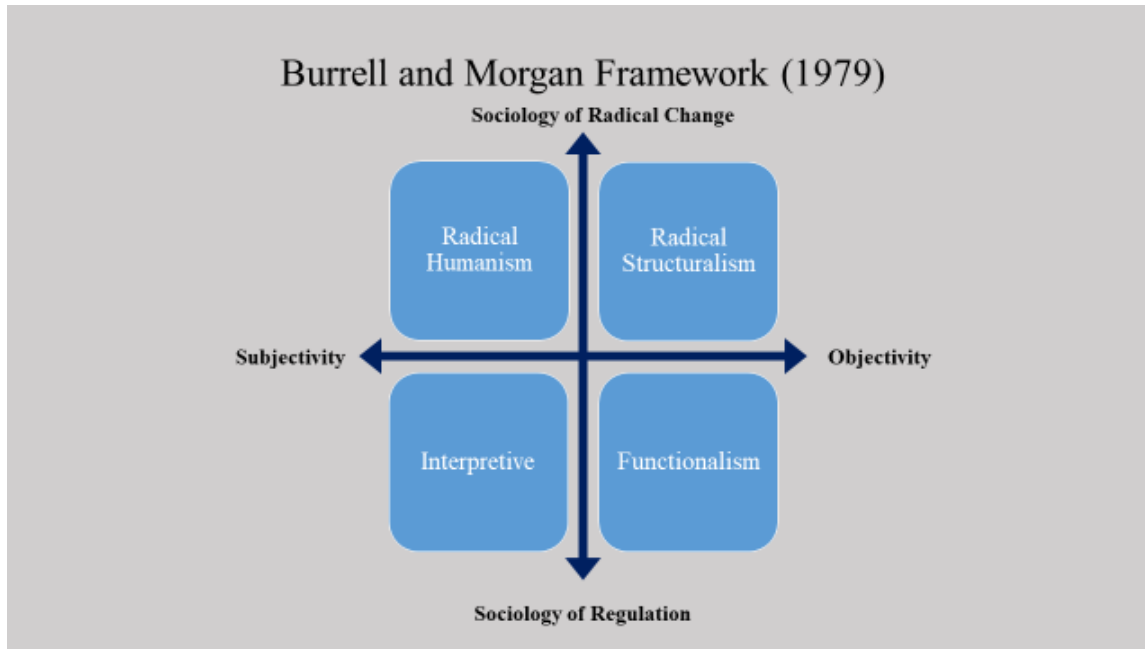 Burrell and Morgan Framework (1979)
Sociology of Radical Change
Radical
Humanism
Radical
Structuralism
Subjectivity
Objectivity
Interpretive
Functionalism
Sociology of Regulation